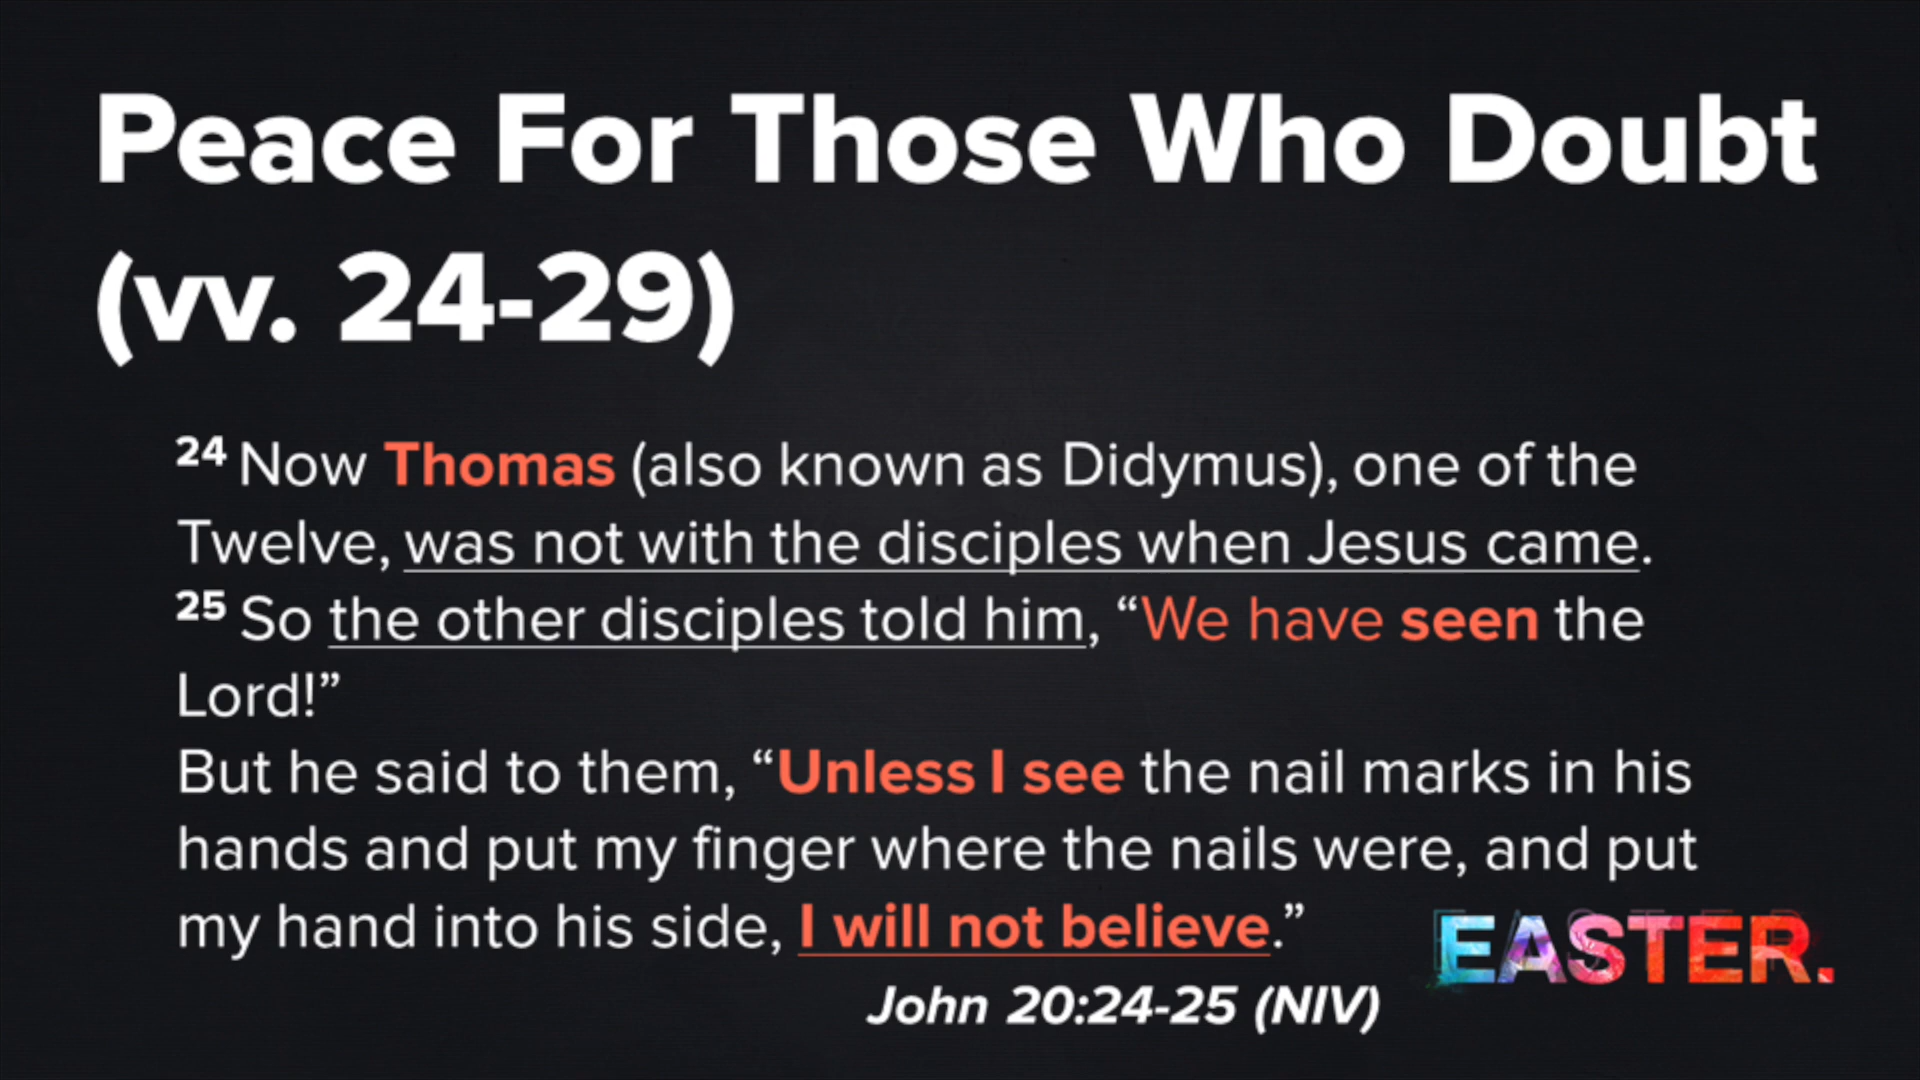 Peace For Those Who Doubt
(vv. 24-29)
24 Now Thomas (also known as Didymus), one of the
Twelve, was not with the disciples when Jesus came.
25 So the other disciples told him, “We have seen the
Lord!”
But he said to them, “Unless I see the nail marks in his
hands and put my finger where the nails were, and put
my hand into his side, I will not believe.”
EASTER.
John 20:24-25 (NIV)